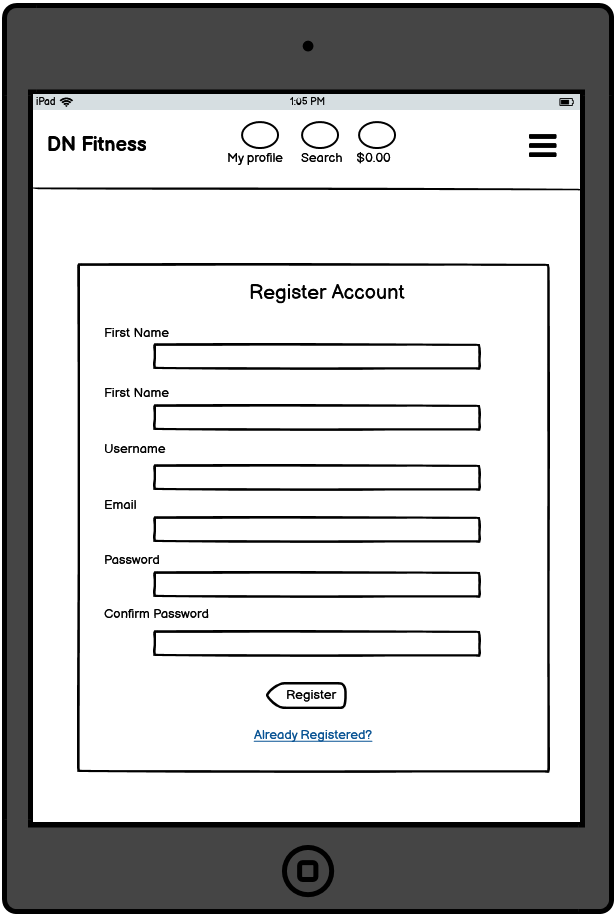 iPad
1:05 PM
DN Fitness
My profile
Search
$0.00
Register Account
First Name
First Name
Username
Email
Password
Confirm Password
Register
Already Registered?